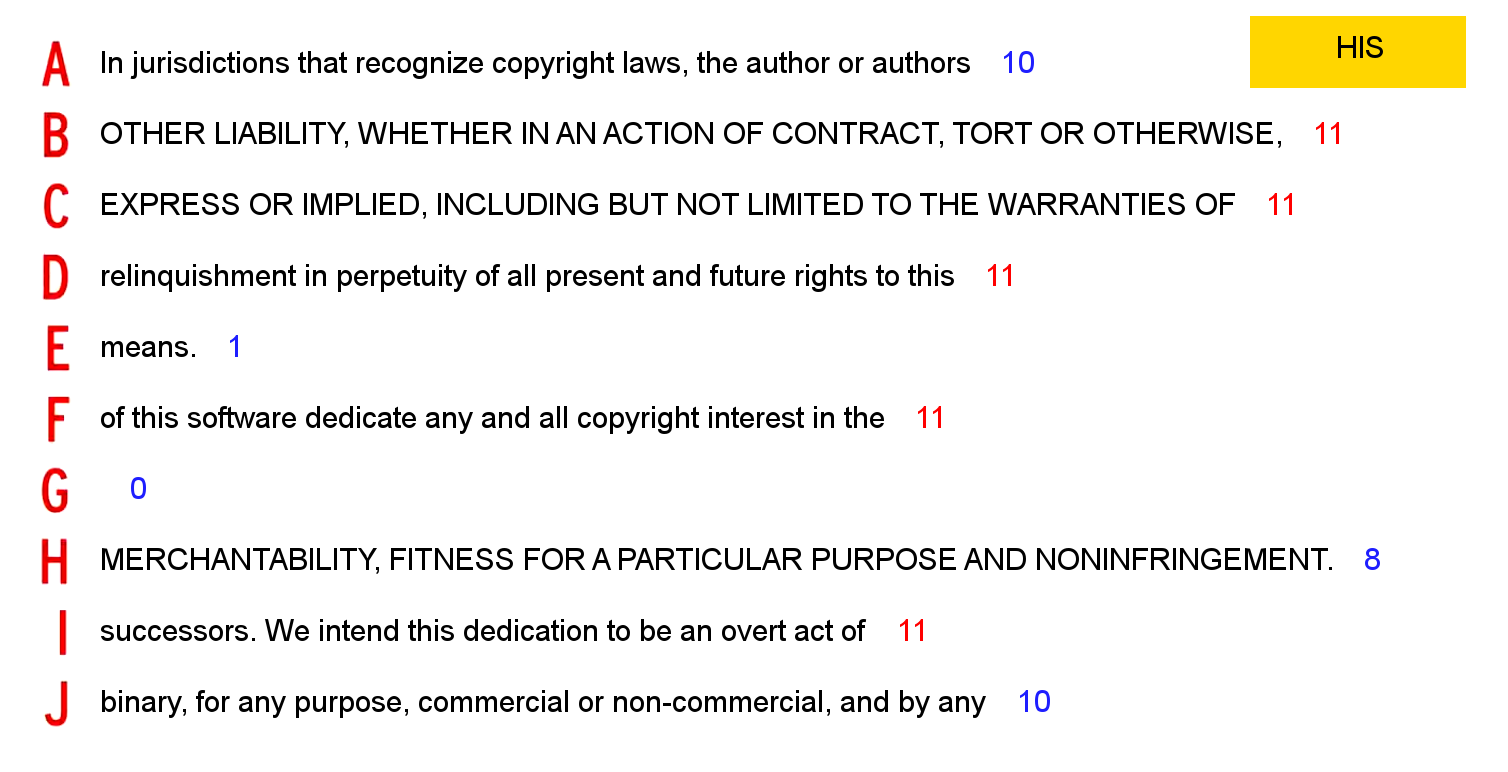 HIS
A In jurisdictions that recognize copyright laws, the author or authors 10
B OTHER LIABILITY, WHETHER IN AN ACTION OF CONTRACT, TORT OR OTHERWISE, 11
C EXPRESS OR IMPLIED, INCLUDING BUT NOT LIMITED TO THE WARRANTIES OF 11
D relinquishment in perpetuity of all present and future rights to this 11
E means. 1
F of this software dedicate any and all copyright interest in the 11
G 0
H MERCHANTABILITY, FITNESS FOR A PARTICULAR PURPOSE AND NONINFRINGEMENT. 8
I successors. We intend this dedication to be an overt act of 11
J binary, for any purpose, commercial or non-commercial, and by any 10